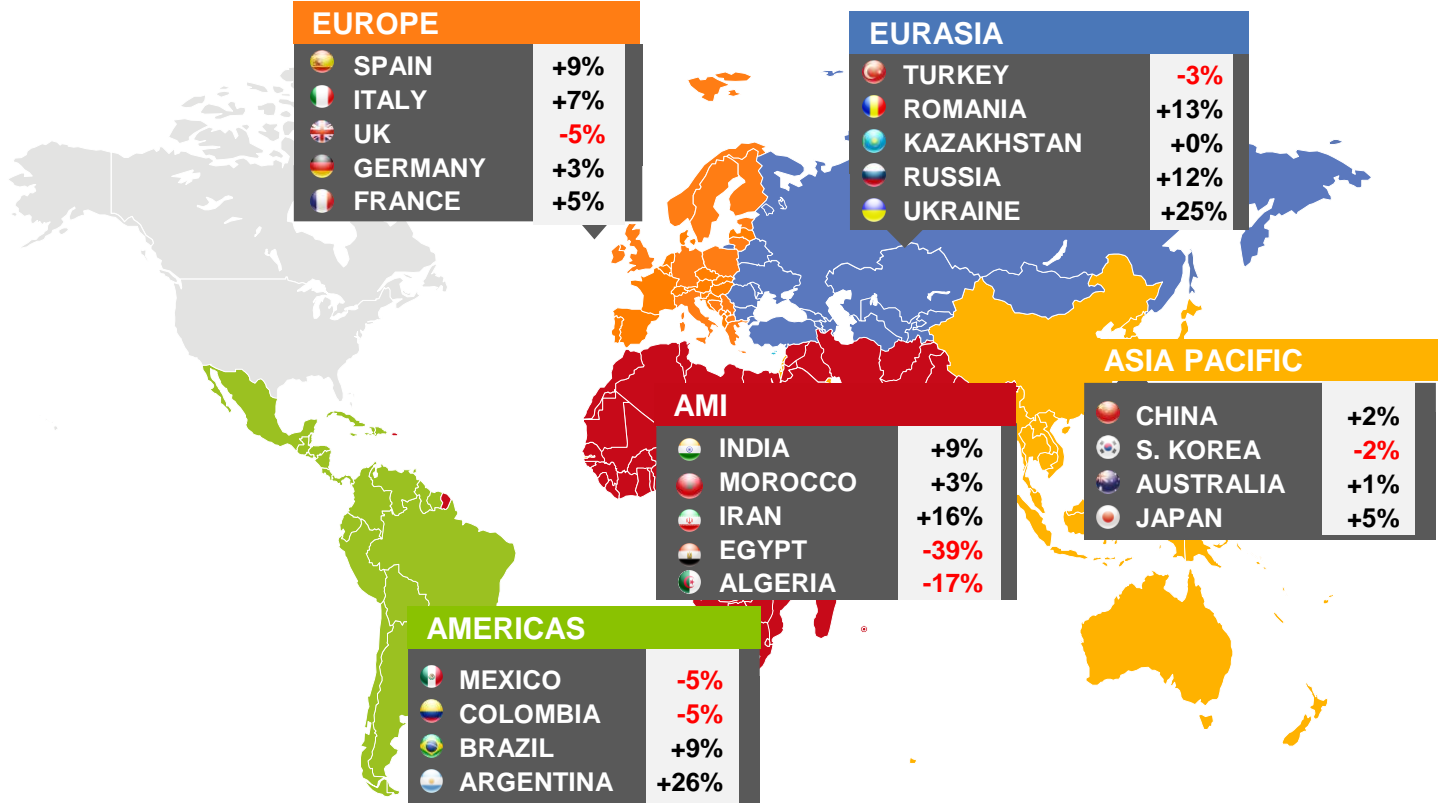 EUROPE
SPAIN +9%
ITALY +7%
UK -5%
GERMANY +3%
FRANCE +5%
EURASIA
TURKEY -3%
ROMANIA +13%
KAZAKHSTAN +0%
RUSSIA +12%
UKRAINE +25%
ASIA PACIFIC
CHINA +2%
S. KOREA -2%
AUSTRALIA +1%
JAPAN +5%
AMI
INDIA +9%
MOROCCO +3%
IRAN +16%
EGYPT -39%
ALGERIA -17%
AMERICAS
MEXICO -5%
COLOMBIA -5%
BRAZIL +9%
ARGENTINA +26%